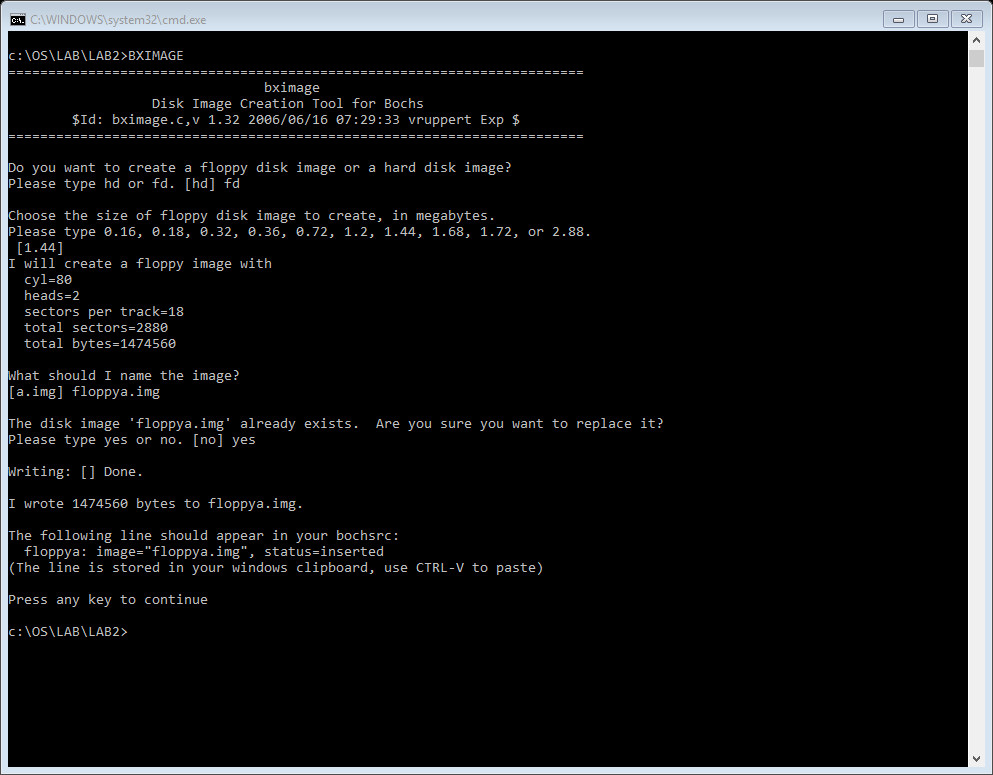 C:\WINDOWS\system32\cmd.exe
c:\OS\LAB\LAB2>BXIMAGE
========================================================================
bximage
Disk Image Creation Tool for Bochs
$Id: bximage.c,v 1.32 2006/06/16 07:29:33 vruppert Exp $
========================================================================
Do you want to create a floppy disk image or a hard disk image?
Please type hd or fd. [hd] fd
Choose the size of floppy disk image to create, in megabytes.
Please type 0.16, 0.18, 0.32, 0.36, 0.72, 1.2, 1.44, 1.68, 1.72, or 2.88.
[1.44]
I will create a floppy image with
cyl=80
heads=2
sectors per track=18
total sectors=2880
total bytes=1474560
What should I name the image?
[a.img] floppya.img
The disk image 'floppya.img' already exists.  Are you sure you want to replace it?
Please type yes or no. [no] yes
Writing: [] Done.
I wrote 1474560 bytes to floppya.img.
The following line should appear in your bochsrc:
floppya: image="floppya.img", status=inserted
(The line is stored in your windows clipboard, use CTRL-V to paste)
Press any key to continue
c:\OS\LAB\LAB2>